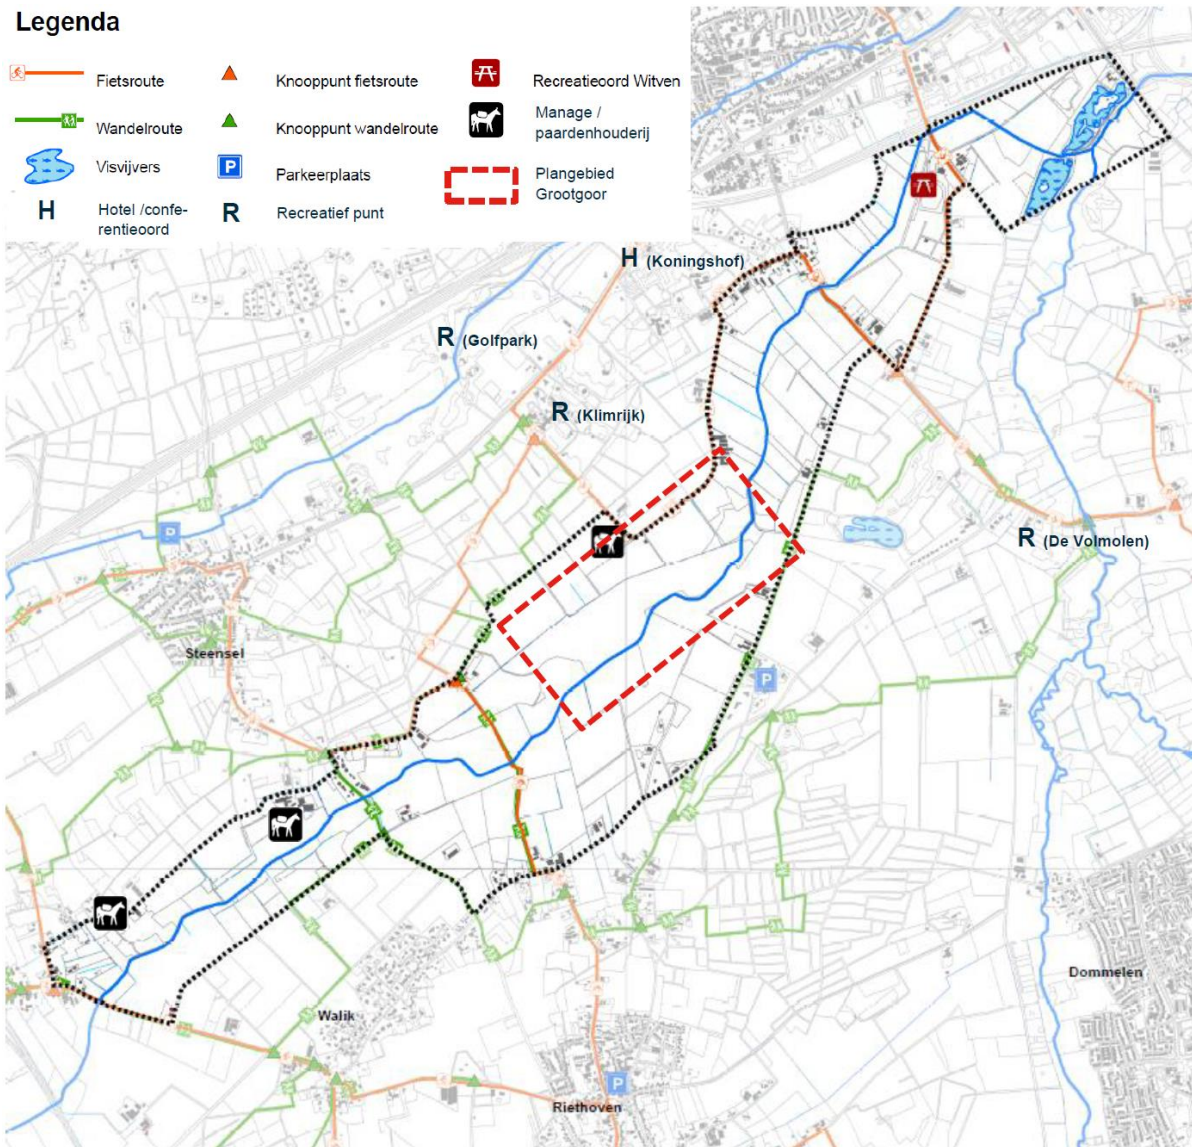 Legenda
Fietsroute
Knooppunt fietsroute
Recreatieoord Witven
Wandelroute
Knooppunt wandelroute
Manage /
paardenhouderij
Visvijvers
P
Parkeerplaats
Plangebied
Grootgoor
H
Hotel /confe-
rentieoord
R
Recreatief punt
H (Koningshof)
R (Golfpark)
R (Klimrijk)
P
R (De Volmolen)
Steensel
P
Dommelen
Walik
P
Riethoven